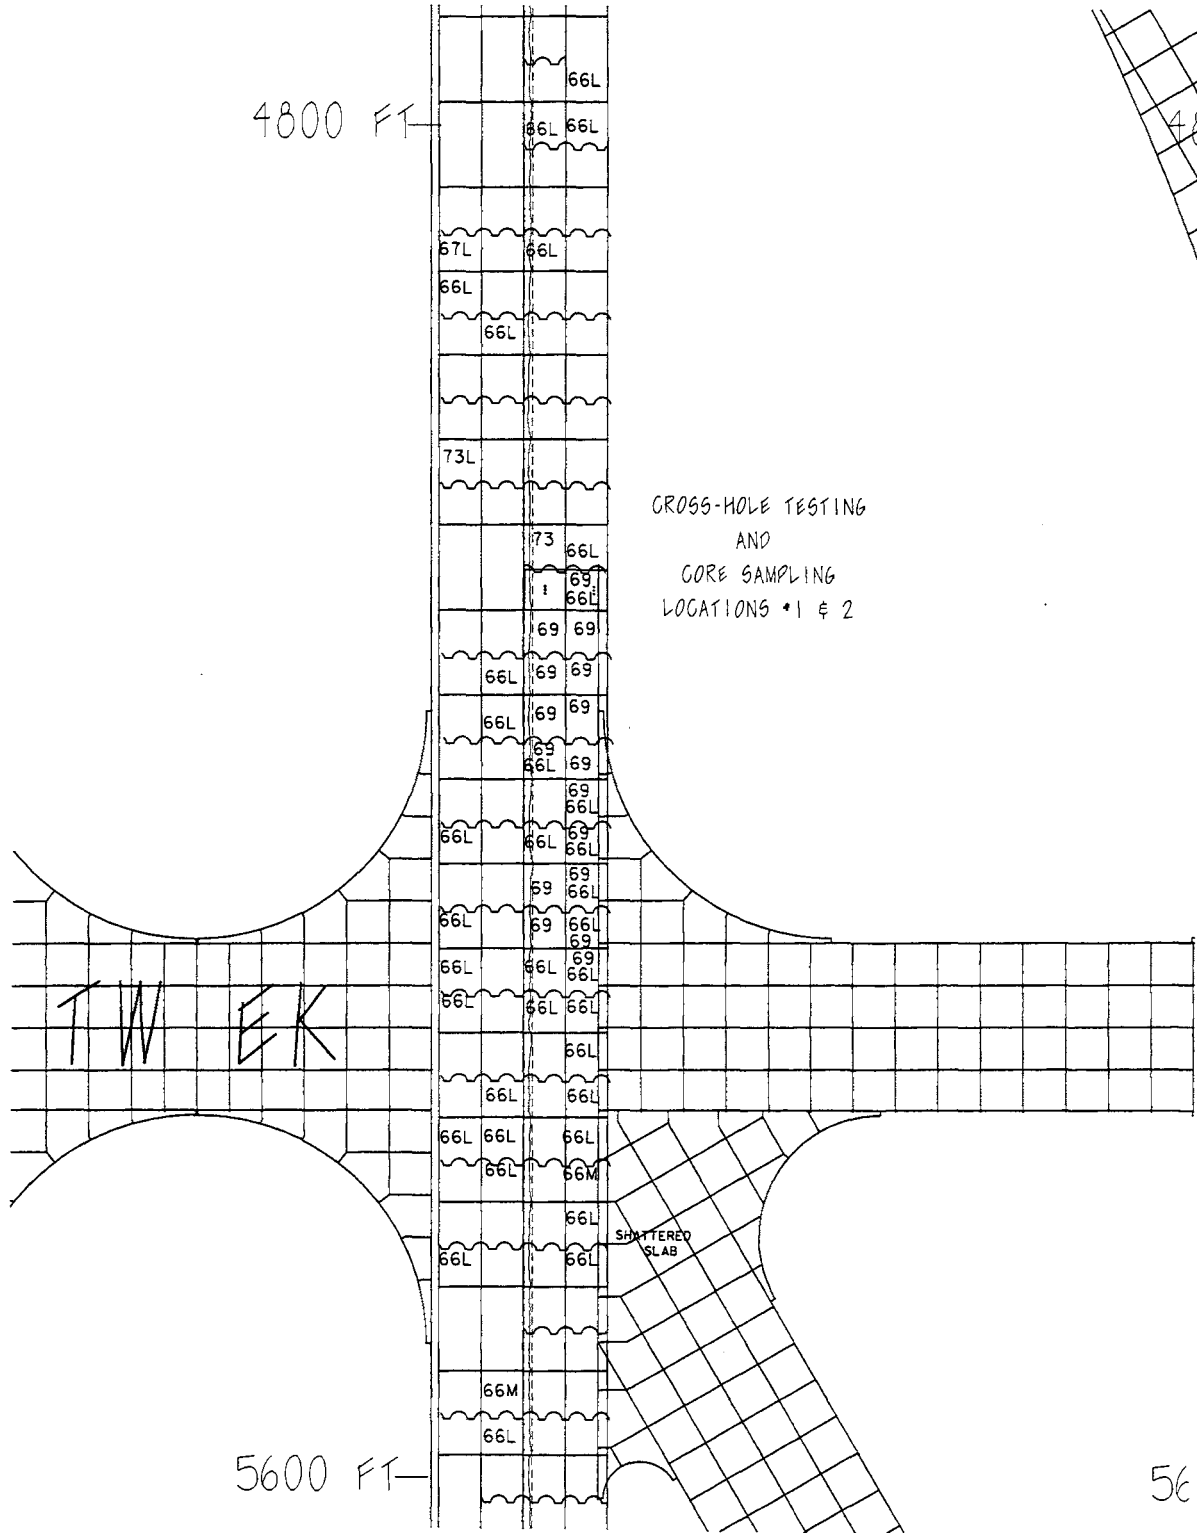 66L
4800 FT
66L 66L
67L 66L
66L
66L
73L
CROSS-HOLE TESTING
AND
CORE SAMPLING
LOCATIONS #1 & 2
73 66L
69
66L
69 69
66L 69 69
66L 69 69
69
66L 69
69
66L
66L 66L 69
66L
69
69 66L
66L 69 66L
69
66L 66L 69
66L
66L 66L 66L
TW EK
66L
66L 66L
66L 66L 66L
66L 66M
66L
SHATTERED
SLAB
66L 66L
66M
66L
5600 FT